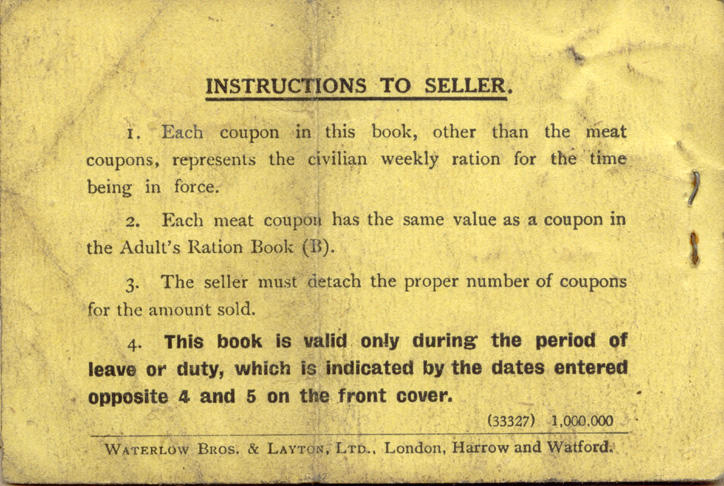 INSTRUCTIONS TO SELLER.
1. Each coupon in this book, other than the meat
coupons, represents the civilian weekly ration for the time
being in force.
2. Each meat coupon has the same value as a coupon in
the Adult's Ration Book (B).
3. The seller must detach the proper number of coupons
for the amount sold.
4. This book is valid only during the period of
leave or duty, which is indicated by the dates entered
opposite 4 and 5 on the front cover.
(33327) 1,000,000
WATERLOW BROS. & LAYTON, LTD., London, Harrow and Watford.